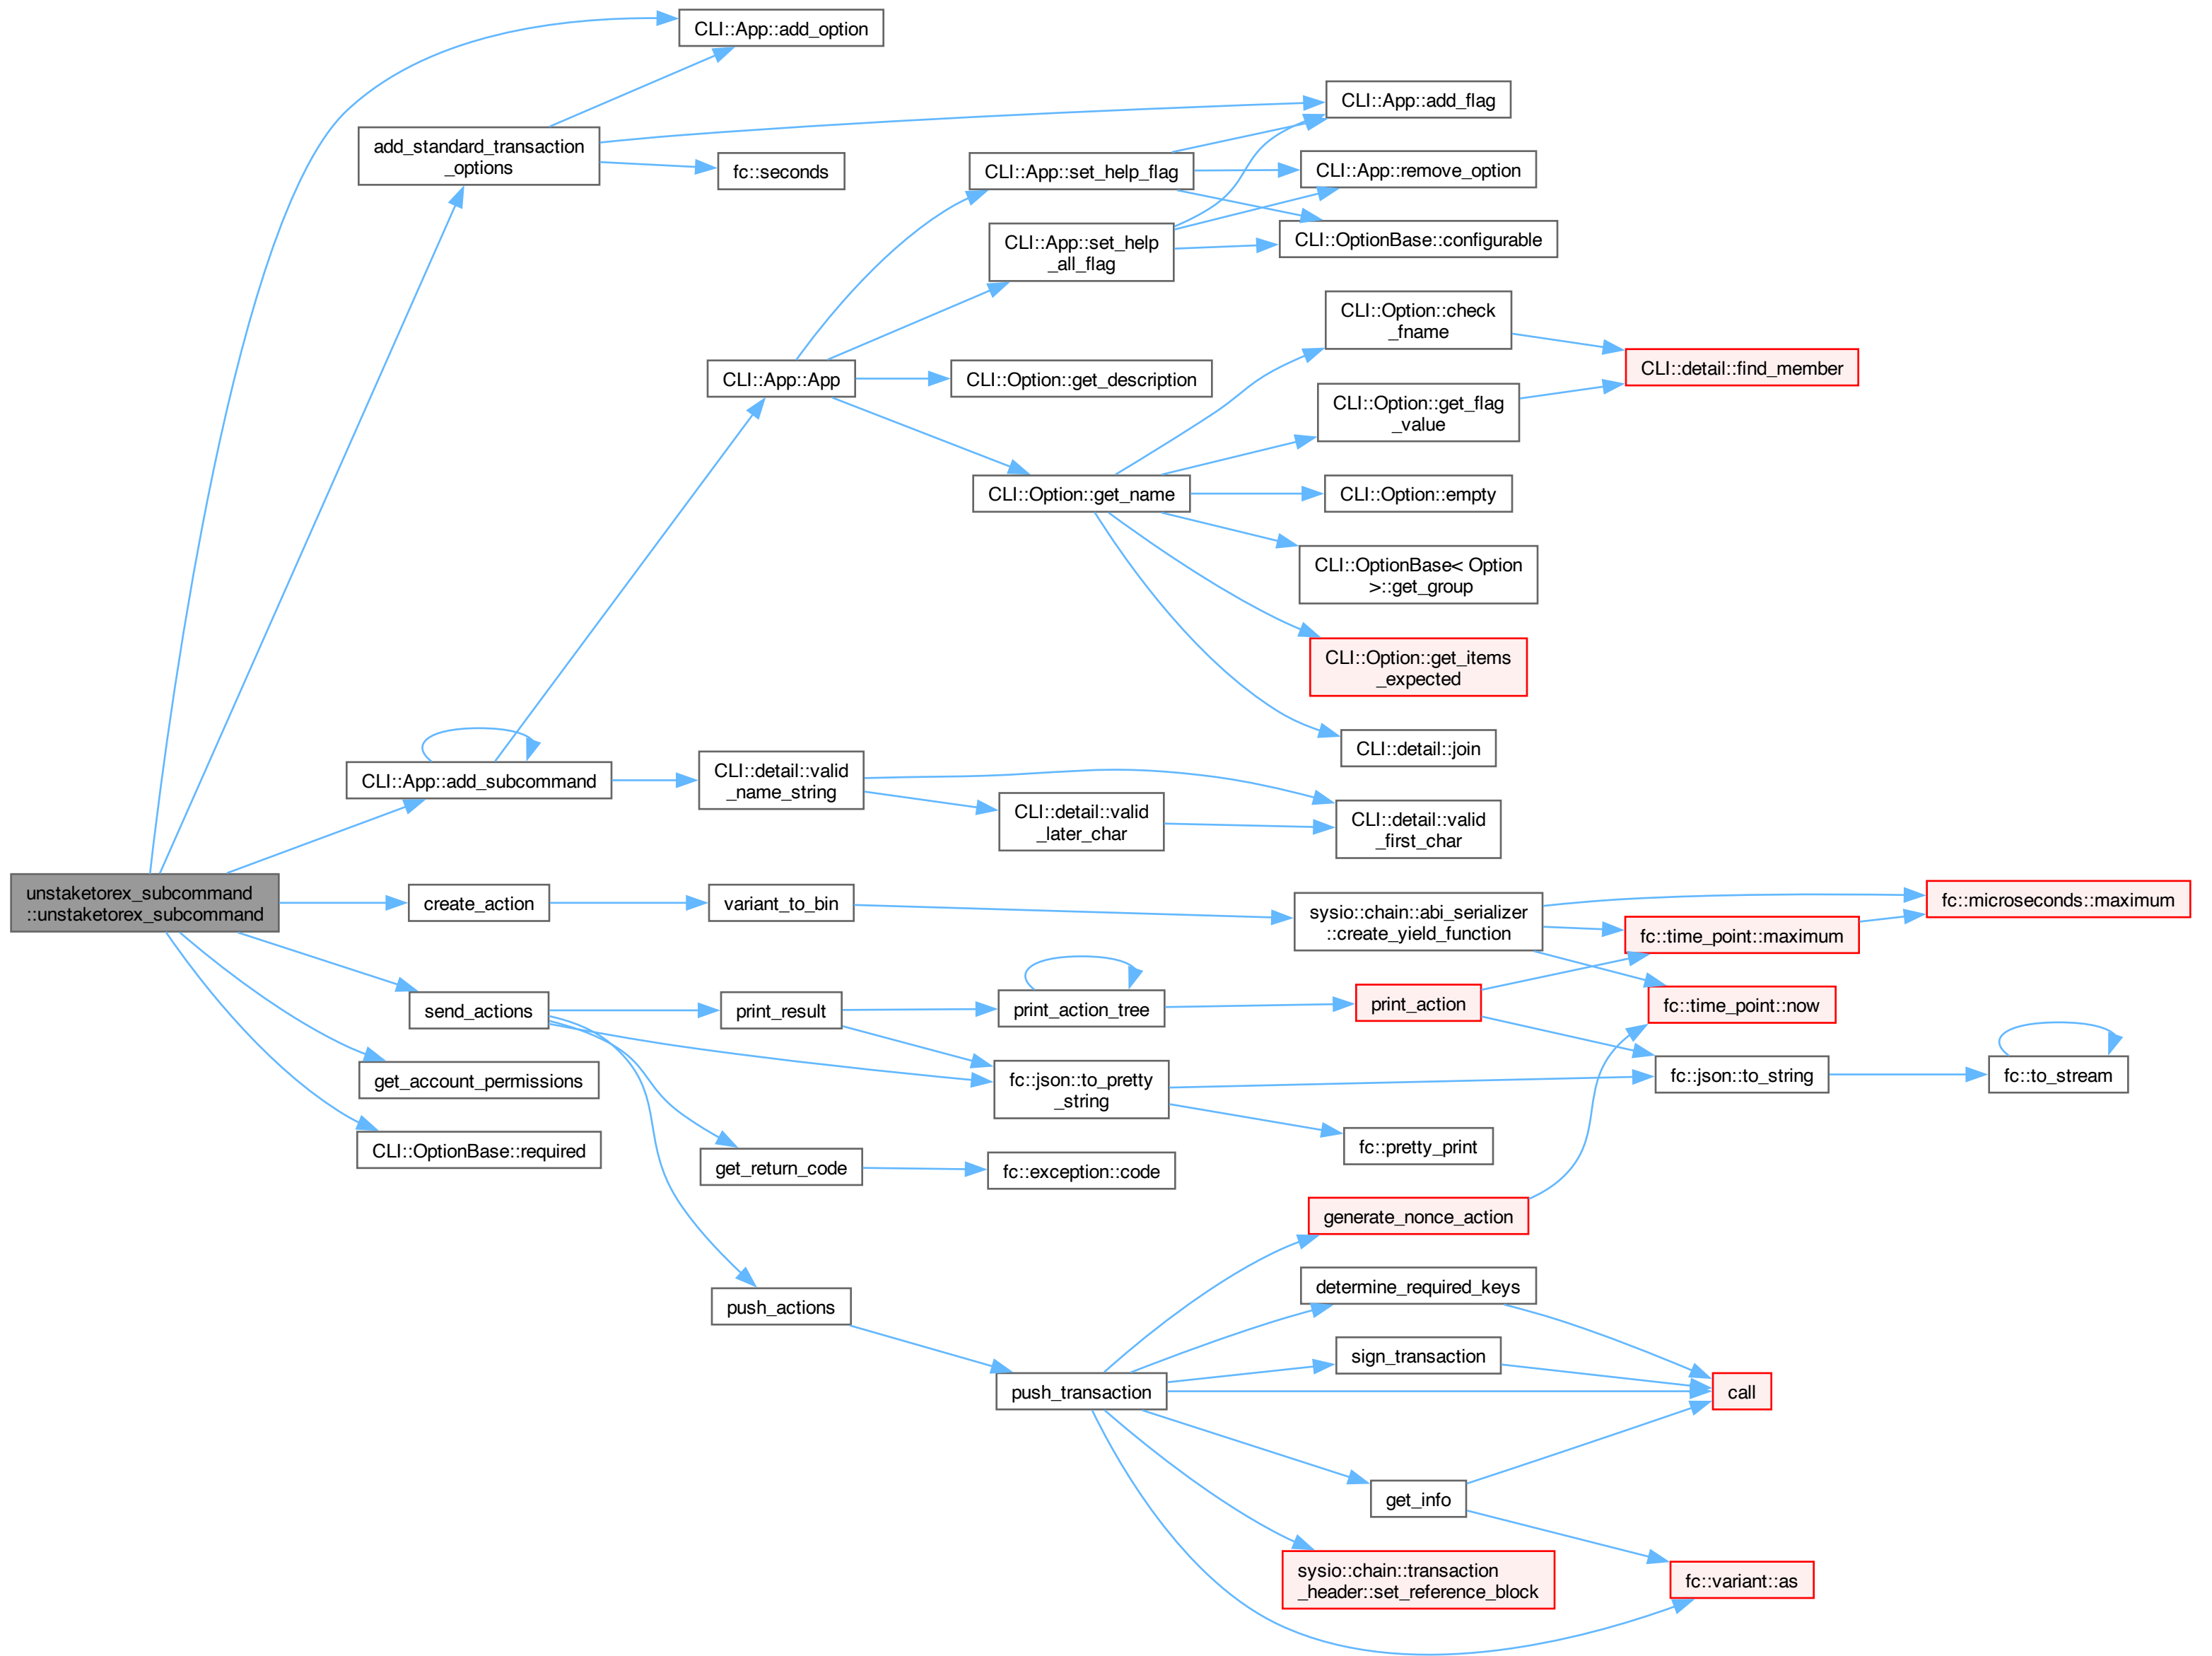 CLI::App::add_option
CLI::App::add_flag
add_standard_transaction
_options
fc::seconds
CLI::App::set_help_flag
CLI::App::remove_option
CLI::App::set_help
_all_flag
CLI::OptionBase::configurable
CLI::Option::check
_fname
CLI::App::App
CLI::Option::get_description
CLI::detail::find_member
CLI::Option::get_flag
_value
CLI::Option::get_name
CLI::Option::empty
CLI::OptionBase< Option
>::get_group
CLI::Option::get_items
_expected
CLI::detail::join
CLI::App::add_subcommand
CLI::detail::valid
_name_string
CLI::detail::valid
_later_char
CLI::detail::valid
_first_char
unstaketorex_subcommand
::unstaketorex_subcommand
create_action
variant_to_bin
sysio::chain::abi_serializer
::create_yield_function
fc::microseconds::maximum
fc::time_point::maximum
send_actions
print_result
print_action_tree
print_action
fc::time_point::now
get_account_permissions
fc::json::to_pretty
_string
fc::json::to_string
fc::to_stream
CLI::OptionBase::required
get_return_code
fc::exception::code
fc::pretty_print
generate_nonce_action
push_actions
determine_required_keys
sign_transaction
push_transaction
call
get_info
sysio::chain::transaction
_header::set_reference_block
fc::variant::as